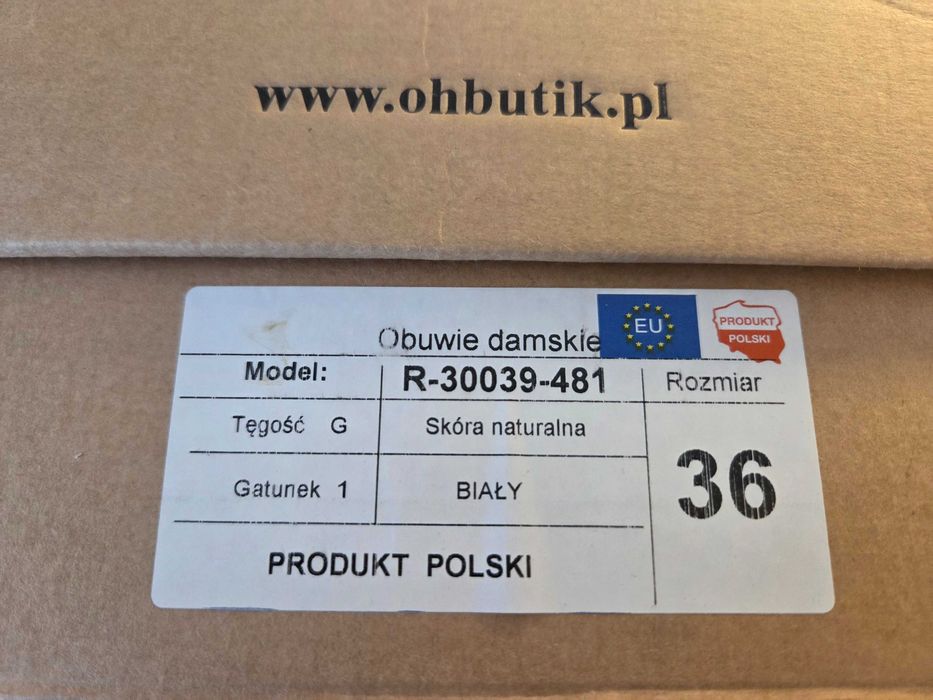 www.ohbutik.pl
Obuwie damskie
EU
PRODUKT
POLSKI
Model: R-30039-481 Rozmiar
Tęgość G Skóra naturalna
36
Gatunek 1 BIAŁY
PRODUKT POLSKI